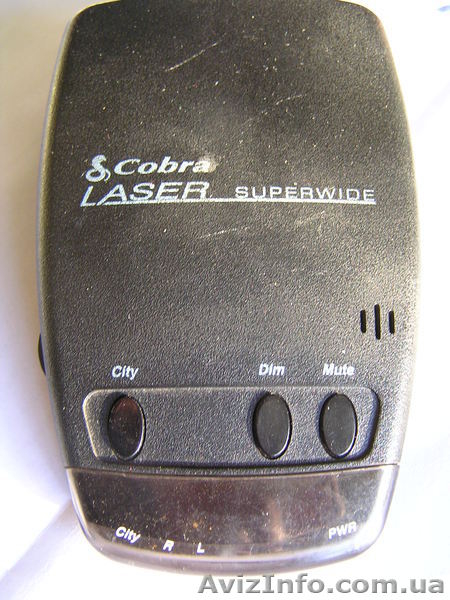 Cobra
LASER SUPERWIDE
City Dim Mute
City R L PWR
AvizInfo.com.ua